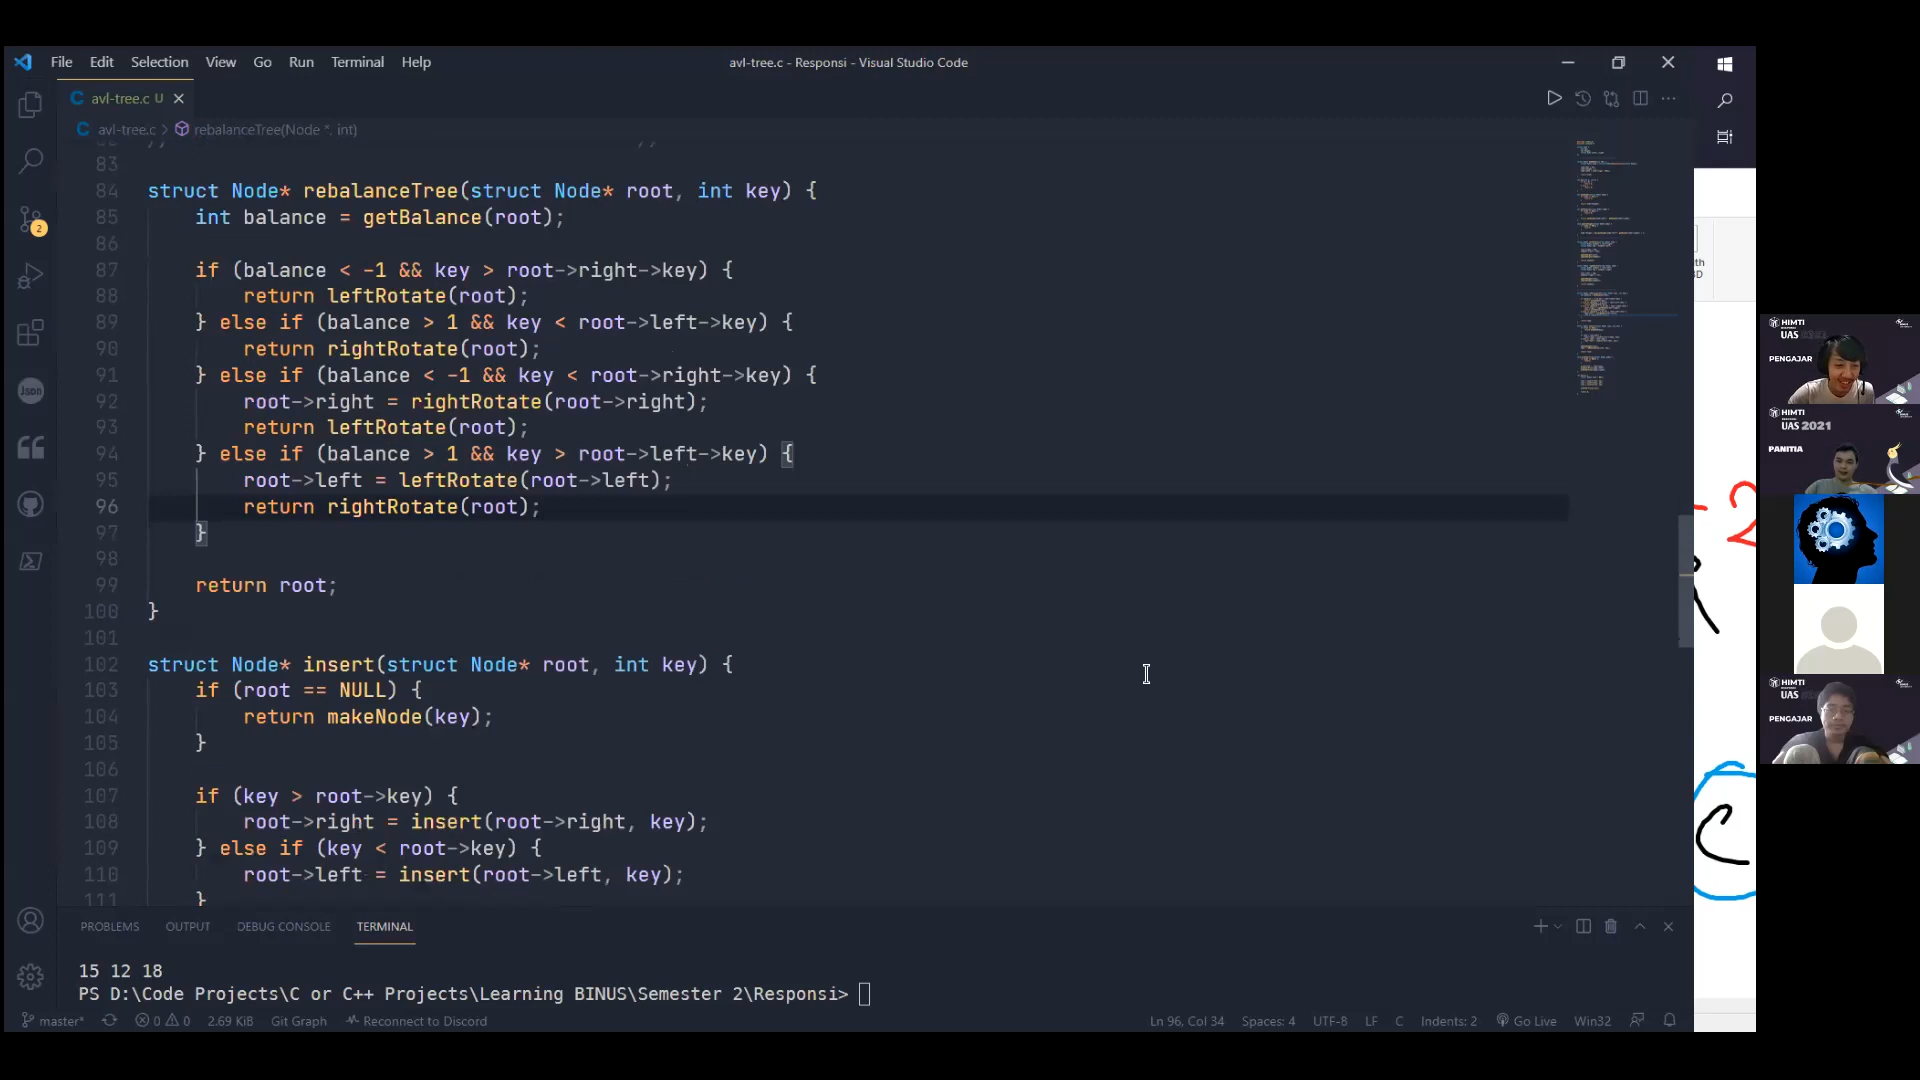 File Edit Selection View Go Run Terminal Help
avl-tree.c - Responsi - Visual Studio Code
avl-tree.c U
avl-tree.c > rebalanceTree(Node *, int)
83
84 struct Node* rebalanceTree(struct Node* root, int key) {
85 int balance = getBalance(root);
86
87 if (balance < -1 && key > root->right->key) {
88 return leftRotate(root);
89 } else if (balance > 1 && key < root->left->key) {
90 return rightRotate(root);
91 } else if (balance < -1 && key < root->right->key) {
92 root->right = rightRotate(root->right);
93 return leftRotate(root);
94 } else if (balance > 1 && key > root->left->key) {
95 root->left = leftRotate(root->left);
96 return rightRotate(root);
97 }
98
99 return root;
100 }
101
102 struct Node* insert(struct Node* root, int key) {
103 if (root == NULL) {
104 return makeNode(key);
105 }
106
107 if (key > root->key) {
108 root->right = insert(root->right, key);
109 } else if (key < root->key) {
110 root->left = insert(root->left, key);
111 }
PROBLEMS OUTPUT DEBUG CONSOLE TERMINAL
15 12 18
PS D:\Code Projects\C or C++ Projects\Learning BINUS\Semester 2\Responsi>
master* 0 0 2.69 KiB Git Graph Reconnect to Discord
Ln 96, Col 34 Spaces: 4 UTF-8 LF C Indents: 2 Go Live Win32
Json
2
-2
C
HIMTI
UAS
PENGAJAR
HIMTI
UAS 2021
PANITIA
HIMTI
UAS
PENGAJAR